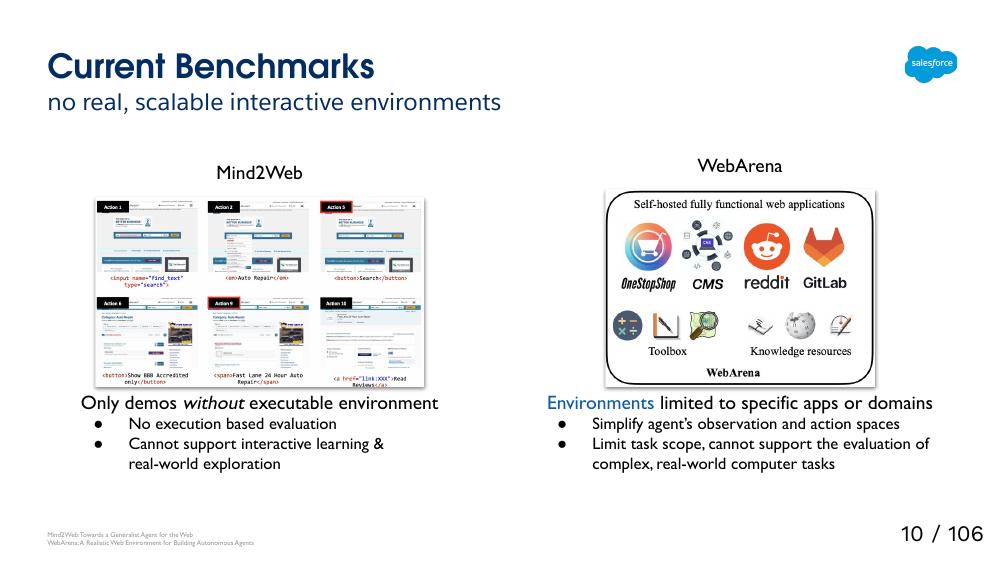 Current Benchmarks
no real, scalable interactive environments
salesforce
Mind2Web
Action 1
Action 2
Action 5
<input name="Find_text"
type="search">
<em>Auto Repair</em>
<button>Search</button>
Action 6
Action 9
Action 10
<button>Show BBB Accredited
only</button>
<span>Fast Lane 24 Hour Auto
Repair</span>
<a href="link:XXX">Read
Reviews</a>
Only demos without executable environment
● No execution based evaluation
● Cannot support interactive learning &
real-world exploration
WebArena
Self-hosted fully functional web applications
OneStopShop
CMS
reddit
GitLab
Toolbox
Knowledge resources
WebArena
Environments limited to specific apps or domains
● Simplify agent's observation and action spaces
● Limit task scope, cannot support the evaluation of
complex, real-world computer tasks
Mind2Web: Towards a Generalist Agent for the Web
WebArena: A Realistic Web Environment for Building Autonomous Agents
10 / 106